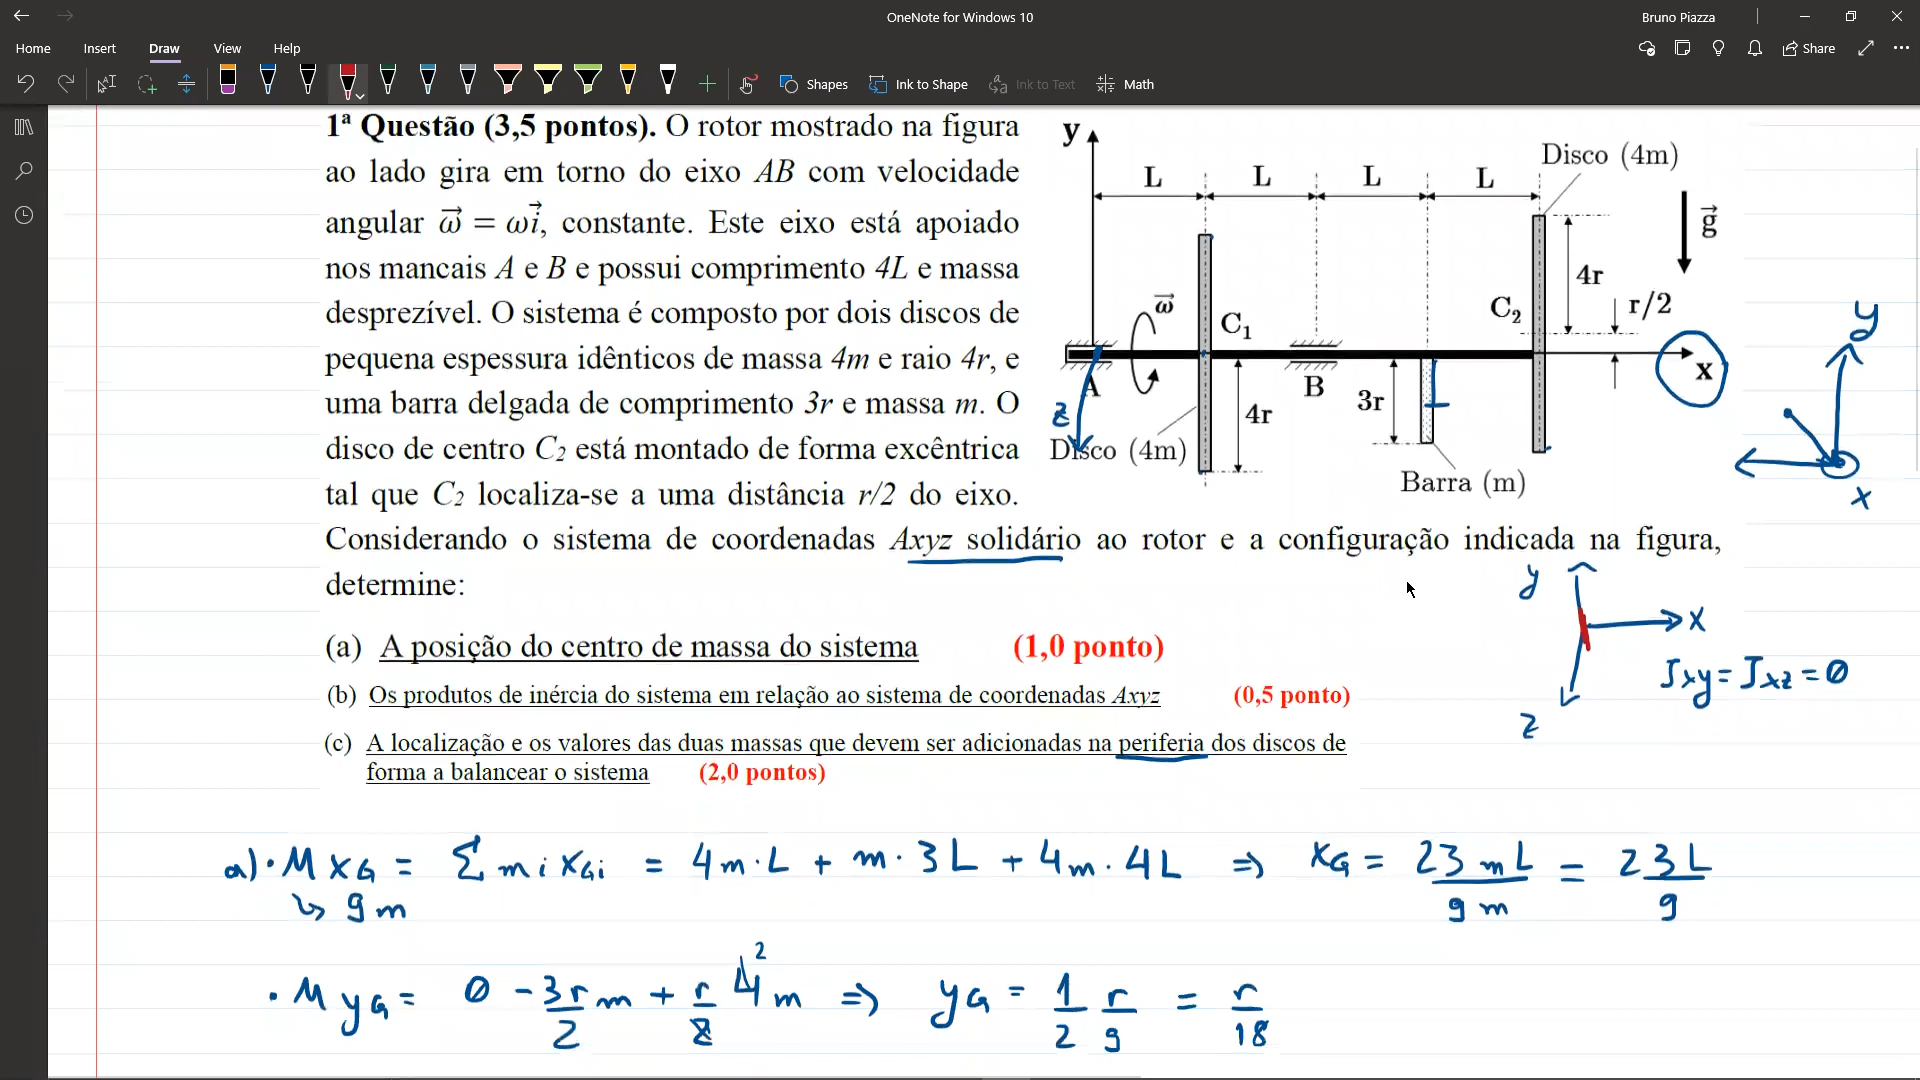 OneNote for Windows 10
Bruno Piazza
Home Insert Draw View Help
Share
Shapes
Ink to Shape
Ink to Text
Math
1ª Questão (3,5 pontos). O rotor mostrado na figura
ao lado gira em torno do eixo AB com velocidade
angular ω⃗ = ωi⃗, constante. Este eixo está apoiado
nos mancais A e B e possui comprimento 4L e massa
desprezível. O sistema é composto por dois discos de
pequena espessura idênticos de massa 4m e raio 4r, e
uma barra delgada de comprimento 3r e massa m. O
disco de centro C₂ está montado de forma excêntrica
tal que C₂ localiza-se a uma distância r/2 do eixo.
Considerando o sistema de coordenadas Axyz solidário ao rotor e a configuração indicada na figura,
determine:
y
Disco (4m)
L L L L
g⃗
4r
ω⃗
C₁
C₂
r/2
x
A
B
3r
4r
z
Disco (4m)
Barra (m)
y
x
(a) A posição do centro de massa do sistema (1,0 ponto)
(b) Os produtos de inércia do sistema em relação ao sistema de coordenadas Axyz (0,5 ponto)
(c) A localização e os valores das duas massas que devem ser adicionadas na periferia dos discos de
forma a balancear o sistema (2,0 pontos)
y
x
Jxy = Jxz = 0
z
a) • M xG = Σ mi xGi = 4m · L + m · 3L + 4m · 4L ⇒ xG = 23 mL / 9m = 23L / 9
↳ 9m
• M yG = 0 - 3r/2 m + r/2 4² m ⇒ yG = 1/2 r/9 = r/18